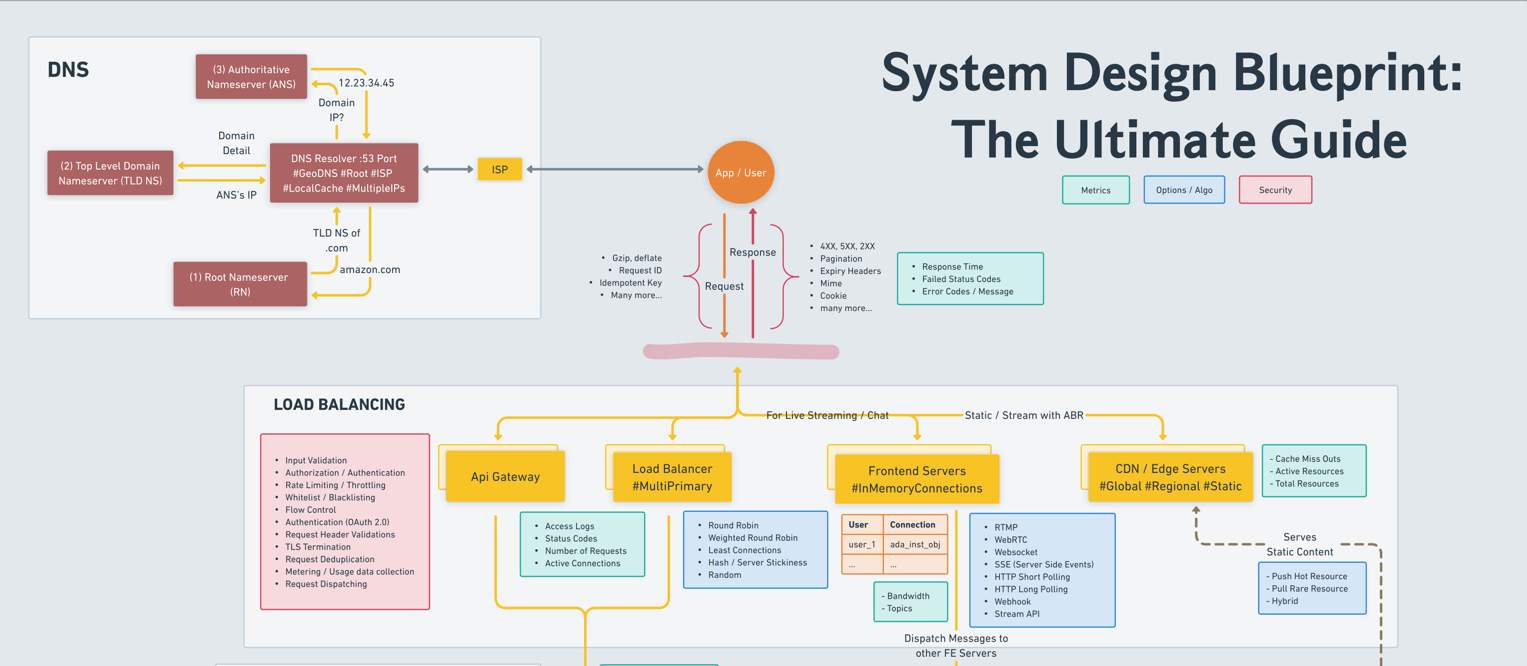 System Design Blueprint:
The Ultimate Guide
Metrics
Options / Algo
Security
DNS
(3) Authoritative
Nameserver (ANS)
12.23.34.45
Domain
IP?
Domain
Detail
(2) Top Level Domain
Nameserver (TLD NS)
ANS's IP
DNS Resolver :53 Port
#GeoDNS #Root #ISP
#LocalCache #MultipleIPs
TLD NS of
.com
amazon.com
(1) Root Nameserver
(RN)
ISP
App / User
• Gzip, deflate
• Request ID
• Idempotent Key
• Many more...
Request
Response
• 4XX, 5XX, 2XX
• Pagination
• Expiry Headers
• Mime
• Cookie
• many more...
• Response Time
• Failed Status Codes
• Error Codes / Message
LOAD BALANCING
For Live Streaming / Chat
Static / Stream with ABR
• Input Validation
• Authorization / Authentication
• Rate Limiting / Throttling
• Whitelist / Blacklisting
• Flow Control
• Authentication (OAuth 2.0)
• Request Header Validations
• TLS Termination
• Request Deduplication
• Metering / Usage data collection
• Request Dispatching
Api Gateway
• Access Logs
• Status Codes
• Number of Requests
• Active Connections
Load Balancer
#MultiPrimary
• Round Robin
• Weighted Round Robin
• Least Connections
• Hash / Server Stickiness
• Random
Frontend Servers
#InMemoryConnections
User Connection
user_1 ada_inst_obj
... ...
- Bandwidth
- Topics
• RTMP
• WebRTC
• Websocket
• SSE (Server Side Events)
• HTTP Short Polling
• HTTP Long Polling
• Webhook
• Stream API
Dispatch Messages to
other FE Servers
CDN / Edge Servers
#Global #Regional #Static
- Cache Miss Outs
- Active Resources
- Total Resources
Serves
Static Content
- Push Hot Resource
- Pull Rare Resource
- Hybrid